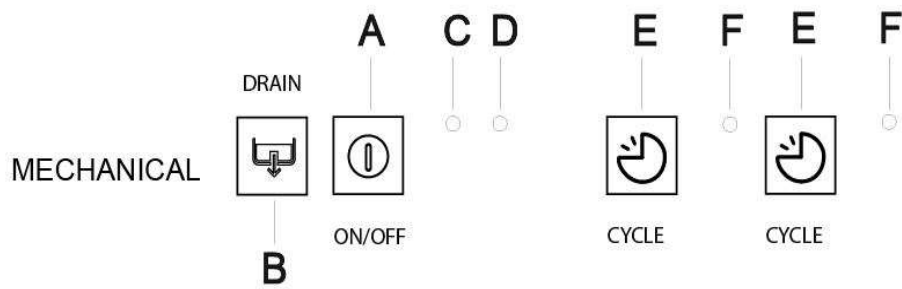 A C D E F E F
DRAIN
MECHANICAL
ON/OFF CYCLE CYCLE
B